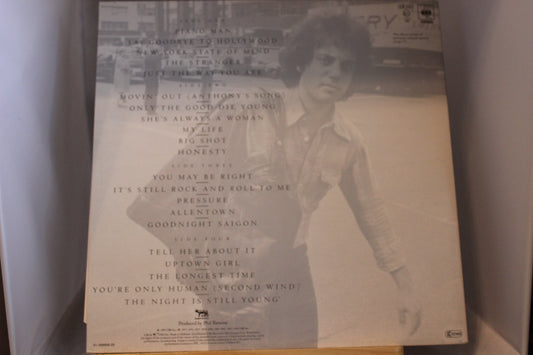 SIDE ONE
PIANO MAN
SAY GOODBYE TO HOLLYWOOD
NEW YORK STATE OF MIND
THE STRANGER
JUST THE WAY YOU ARE
SIDE TWO
MOVIN' OUT (ANTHONY'S SONG)
ONLY THE GOOD DIE YOUNG
SHE'S ALWAYS A WOMAN
MY LIFE
BIG SHOT
HONESTY
SIDE THREE
YOU MAY BE RIGHT
IT'S STILL ROCK AND ROLL TO ME
PRESSURE
ALLENTOWN
GOODNIGHT SAIGON
SIDE FOUR
TELL HER ABOUT IT
UPTOWN GIRL
THE LONGEST TIME
YOU'RE ONLY HUMAN (SECOND WIND)
THE NIGHT IS STILL YOUNG
Produced by Phil Ramone
CBS